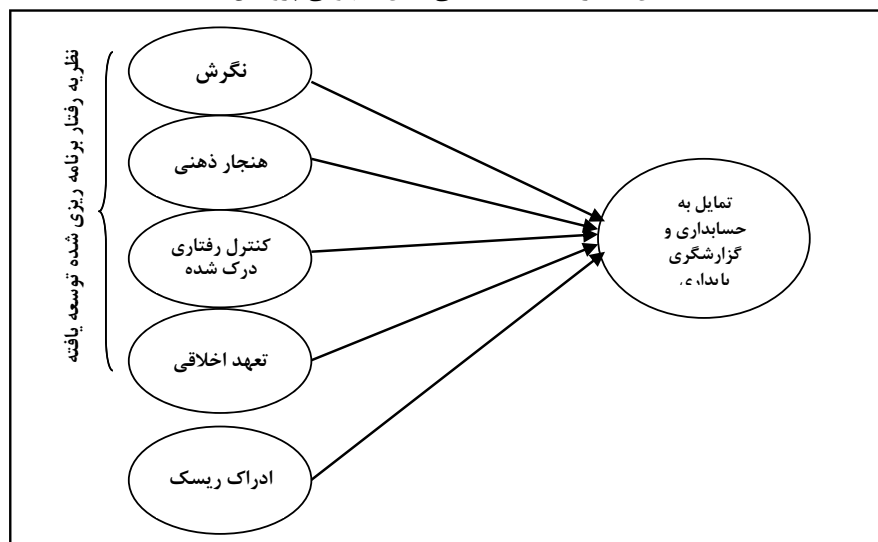 نگرش
هنجار ذهنی
کنترل رفتاری
درک شده
تعهد اخلاقی
ادراک ریسک
نظریه رفتار برنامه ریزی شده توسعه یافته
تمایل به
حسابداری و
گزارشگری
پایداری